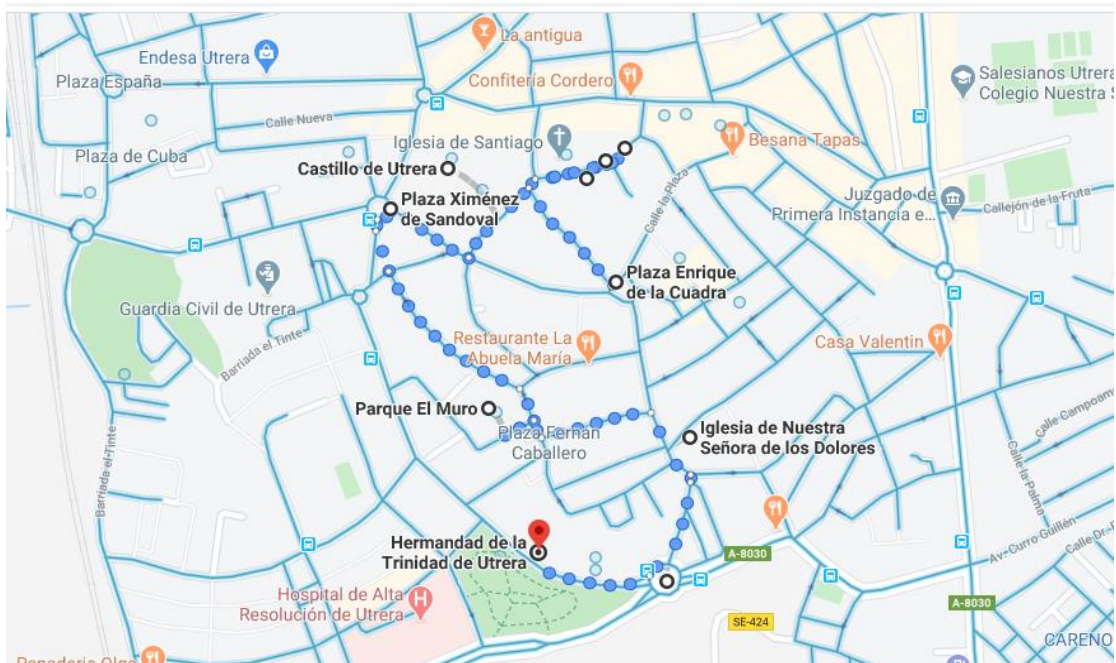 La antigua
Endesa Utrera
Plaza España
Confitería Cordero
Salesianos Utrera
Colegio Nuestra S
Calle Nueva
Iglesia de Santiago
Besana Tapas
Plaza de Cuba
Castillo de Utrera
Calle la Plaza
Juzgado de
Primera Instancia e...
Callejón de la Fruta
Plaza Ximénez
de Sandoval
Plaza Enrique
de la Cuadra
Guardia Civil de Utrera
Barriada el Tinte
Restaurante La
Abuela María
Casa Valentin
Parque El Muro
Plaza Fernán
Caballero
Iglesia de Nuestra
Señora de los Dolores
Calle Campoamo
Calle la Palma
Barriada el Tinte
Hermandad de la
Trinidad de Utrera
A-8030
Av. Curro Guillén
Calle Dr.
Hospital de Alta
Resolución de Utrera
H
A-8030
SE-424
CAREÑO
Panadería Olga